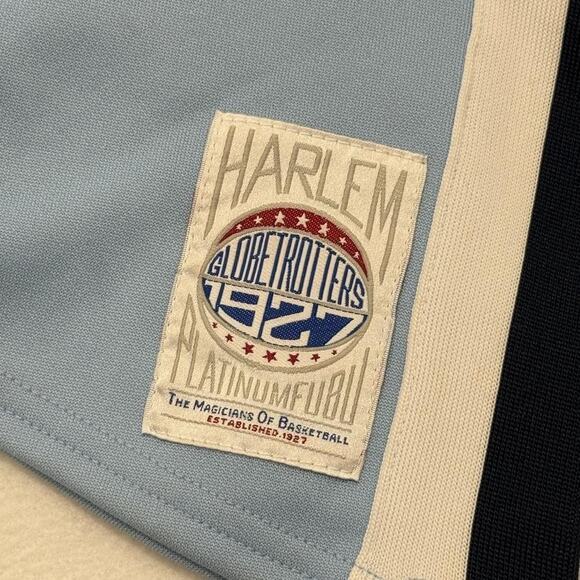 HARLEM
GLOBETROTTERS
1927
PLATINUMFUBU
THE MAGICIANS OF BASKETBALL
ESTABLISHED.1927